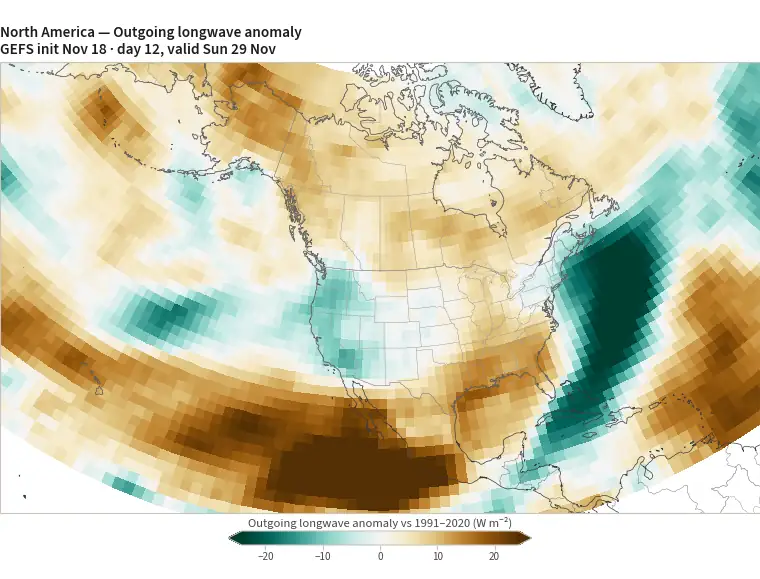 North America — Outgoing longwave anomaly
GEFS init Nov 18 · day 12, valid Sun 29 Nov
Outgoing longwave anomaly vs 1991–2020 (W m⁻²)
−20 −10 0 10 20